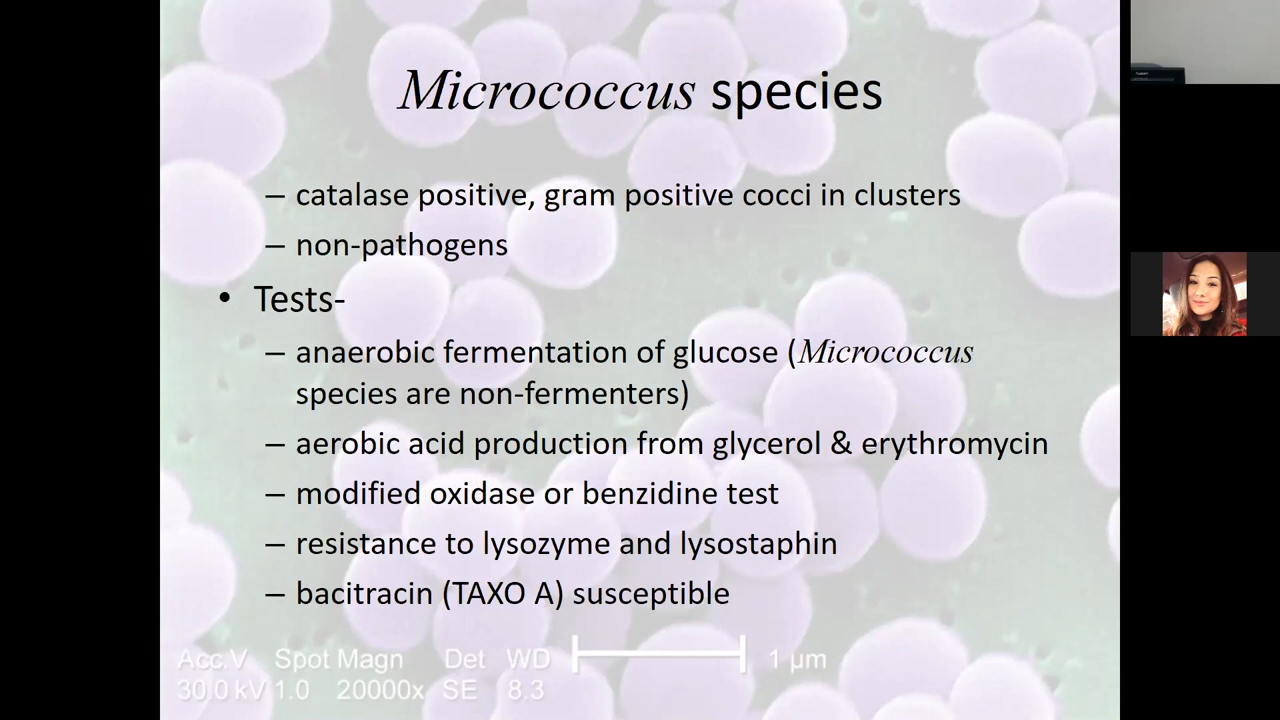 Micrococcus species
– catalase positive, gram positive cocci in clusters
– non-pathogens
• Tests-
– anaerobic fermentation of glucose (Micrococcus
species are non-fermenters)
– aerobic acid production from glycerol & erythromycin
– modified oxidase or benzidine test
– resistance to lysozyme and lysostaphin
– bacitracin (TAXO A) susceptible
Acc.V Spot Magn Det WD 1 µm
30.0 kV 1.0 20000x SE 8.3